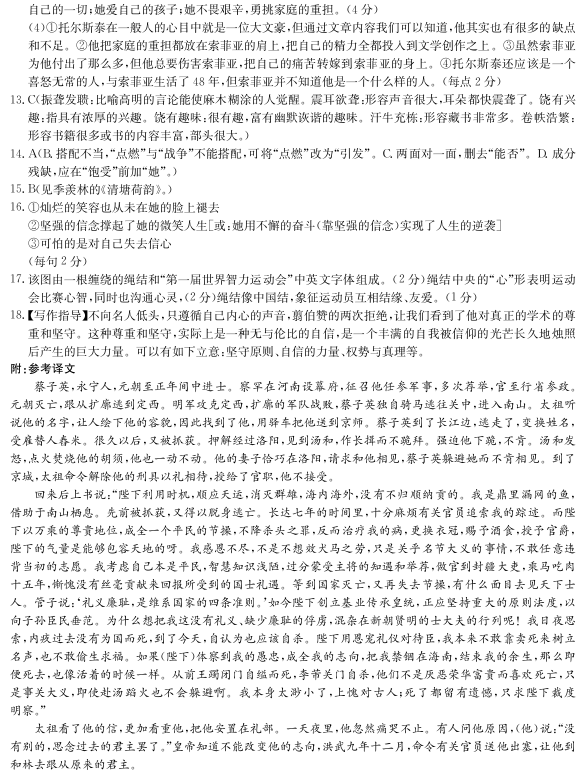 自己的一切;她爱自己的孩子;她不畏艰辛,勇挑家庭的重担。(4分)
(4)①托尔斯泰在一般人的心目中就是一位大文豪,但通过文章内容我们可以知道,他其实也有很多的缺点
和不足。②他把家庭的重担都放在索菲亚的肩上,把自己的精力全都投入到文学创作之上。③虽然索菲亚
为他付出了那么多,但他总要伤害索菲亚,把自己的痛苦转嫁到索菲亚的身上。④托尔斯泰还应该是一个
喜怒无常的人,与索菲亚生活了48年,但索菲亚并不知道他是一个什么样的人。(每点2分)
13.C(振聋发聩:比喻高明的言论能使麻木糊涂的人觉醒。震耳欲聋:形容声音很大,耳朵都快震聋了。饶有兴
趣:指具有浓厚的兴趣。饶有趣味:很有趣,富有幽默诙谐的趣味。汗牛充栋:形容藏书非常多。卷帙浩繁:
形容书籍很多或书的内容丰富,部头很大。)
14.A(B.搭配不当,“点燃”与“战争”不能搭配,可将“点燃”改为“引发”。C.两面对一面,删去“能否”。D.成分
残缺,应在“饱受”前加“她”。)
15.B(见季羡林的《清塘荷韵》。)
16.①灿烂的笑容也从未在她的脸上褪去
②坚强的信念撑起了她的微笑人生[或:她用不懈的奋斗(靠坚强的信念)实现了人生的逆袭]
③可怕的是对自己失去信心
(每句2分)
17.该图由一根缠绕的绳结和“第一届世界智力运动会”中英文字体组成。(2分)绳结中央的“心”形表明运动
会比赛心智,同时也沟通心灵,(2分)绳结像中国结,象征运动员互相结缘、友爱。(1分)
18.【写作指导】不向名人低头,只遵循自己内心的声音,翦伯赞的两次拒绝,让我们看到了他对真正的学术的尊
重和坚守。这种尊重和坚守,实际上是一种无与伦比的自信,是一个丰满的自我被信仰的光芒长久地烛照
后产生的巨大力量。可以有如下立意:坚守原则、自信的力量、权势与真理等。
附:参考译文
蔡子英,永宁人,元朝至正年间中进士。察罕在河南设幕府,征召他任参军事,多次荐举,官至行省参政。
元朝灭亡,跟从扩廓逃到定西。明军攻克定西,扩廓的军队战败,蔡子英独自骑马逃往关中,进入南山。太祖听
说他的名字,让人绘下他的容貌,因此找到了他,用驿车把他送到京师。蔡子英到了长江边,逃走了,变换姓名,
受雇替人舂米。很久以后,又被抓获。押解经过洛阳,见到汤和,作长揖而不跪拜。强迫他下跪,不肯。汤和发
怒,点火焚烧他的胡须,他也一动不动。他的妻子恰巧在洛阳,请求和他相见,蔡子英躲避她而不肯相见。到了
京城,太祖命令解除他的刑具以礼相待,授给了官职,他不接受。
回来后上书说:“陛下利用时机,顺应天运,消灭群雄,海内海外,没有不归顺纳贡的。我是鼎里漏网的鱼,
借助于南山栖息。先前被抓获,又得以脱身逃亡。长达七年的时间里,十分麻烦有关官员追索我的踪迹。而陛
下以万乘的尊贵地位,成全一个平民的节操,不降杀头之罪,反而治疗我的病,更换衣冠,赐予酒食,授予官爵,
陛下的气量是能够包容天地的呀。我感恩不尽,不是不想效犬马之劳,只是关乎名节大义的事情,不敢任意违
背当初的志愿。我考虑自己本是平民,智慧知识浅陋,过分蒙受主将的知遇和举荐,做官到封疆大吏,乘马吃肉
十五年,惭愧没有丝毫贡献来回报所受到的国士礼遇。等到国家灭亡,又再失去节操,有什么面目去见天下士
人。管子说:‘礼义廉耻,是维系国家的四条准则。’如今陛下创立基业传承皇统,正应坚持重大的原则法度,以
向子孙臣民垂范。为什么想把我这没有礼义、缺少廉耻的俘虏,混杂在新朝贤明的士大夫的行列呢!我日夜思
索,内疚过去没有为国而死,到了今天,自认为也应该自杀。陛下用恩宠礼仪对待臣,我本来不敢靠卖死来树立
名声,也不敢偷生求福。如果(陛下)体察到我的愚忠,成全我的志向,把我禁锢在海南,结束我的余生,那么即
便死去,也像活着的时候一样。从前王蠋闭门自缢而死,李芾关门自杀,他们不是厌恶荣华富贵而喜欢死亡,只
是事关大义,即使赴汤蹈火也不会躲避啊。我本身太渺小了,上愧对古人;死了都留有遗憾,只求陛下裁度
明察。”
太祖看了他的信,更加看重他,把他安置在礼部。一天夜里,他忽然痛哭不止。有人问他原因,(他)说:“没
有别的,思念过去的君主罢了。”皇帝知道不能改变他的志向,洪武九年十二月,命令有关官员送他出塞,让他到
和林去跟从原来的君主。